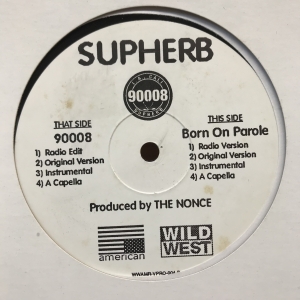 SUPHERB
90008
THAT SIDE
90008
1) Radio Edit
2) Original Version
3) Instrumental
4) A Capella
THIS SIDE
Born On Parole
1) Radio Version
2) Original Version
3) Instrumental
4) A Capella
Produced by THE NONCE
american
WILD
WEST